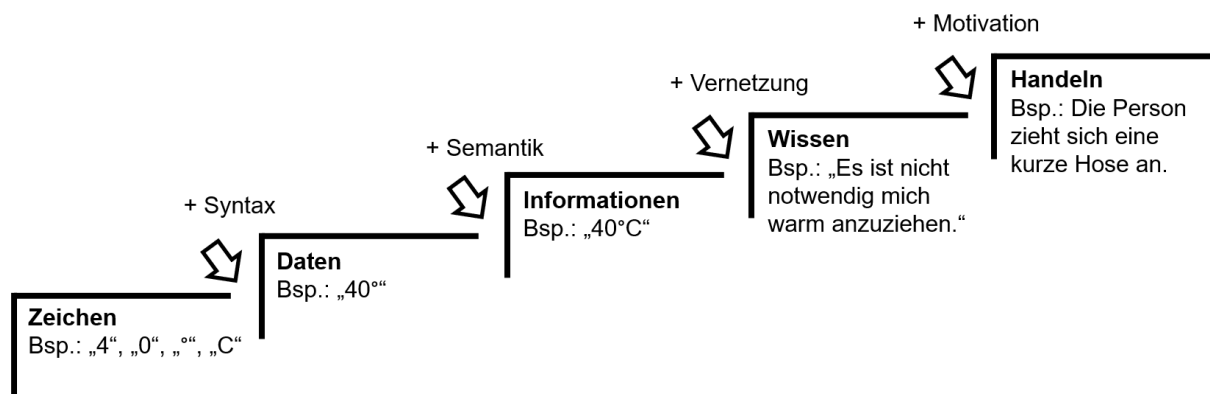 + Motivation
Handeln
Bsp.: Die Person
zieht sich eine
kurze Hose an.
+ Vernetzung
Wissen
Bsp.: „Es ist nicht
notwendig mich
warm anzuziehen.“
+ Semantik
Informationen
Bsp.: „40°C“
+ Syntax
Daten
Bsp.: „40°“
Zeichen
Bsp.: „4“, „0“, „°“, „C“